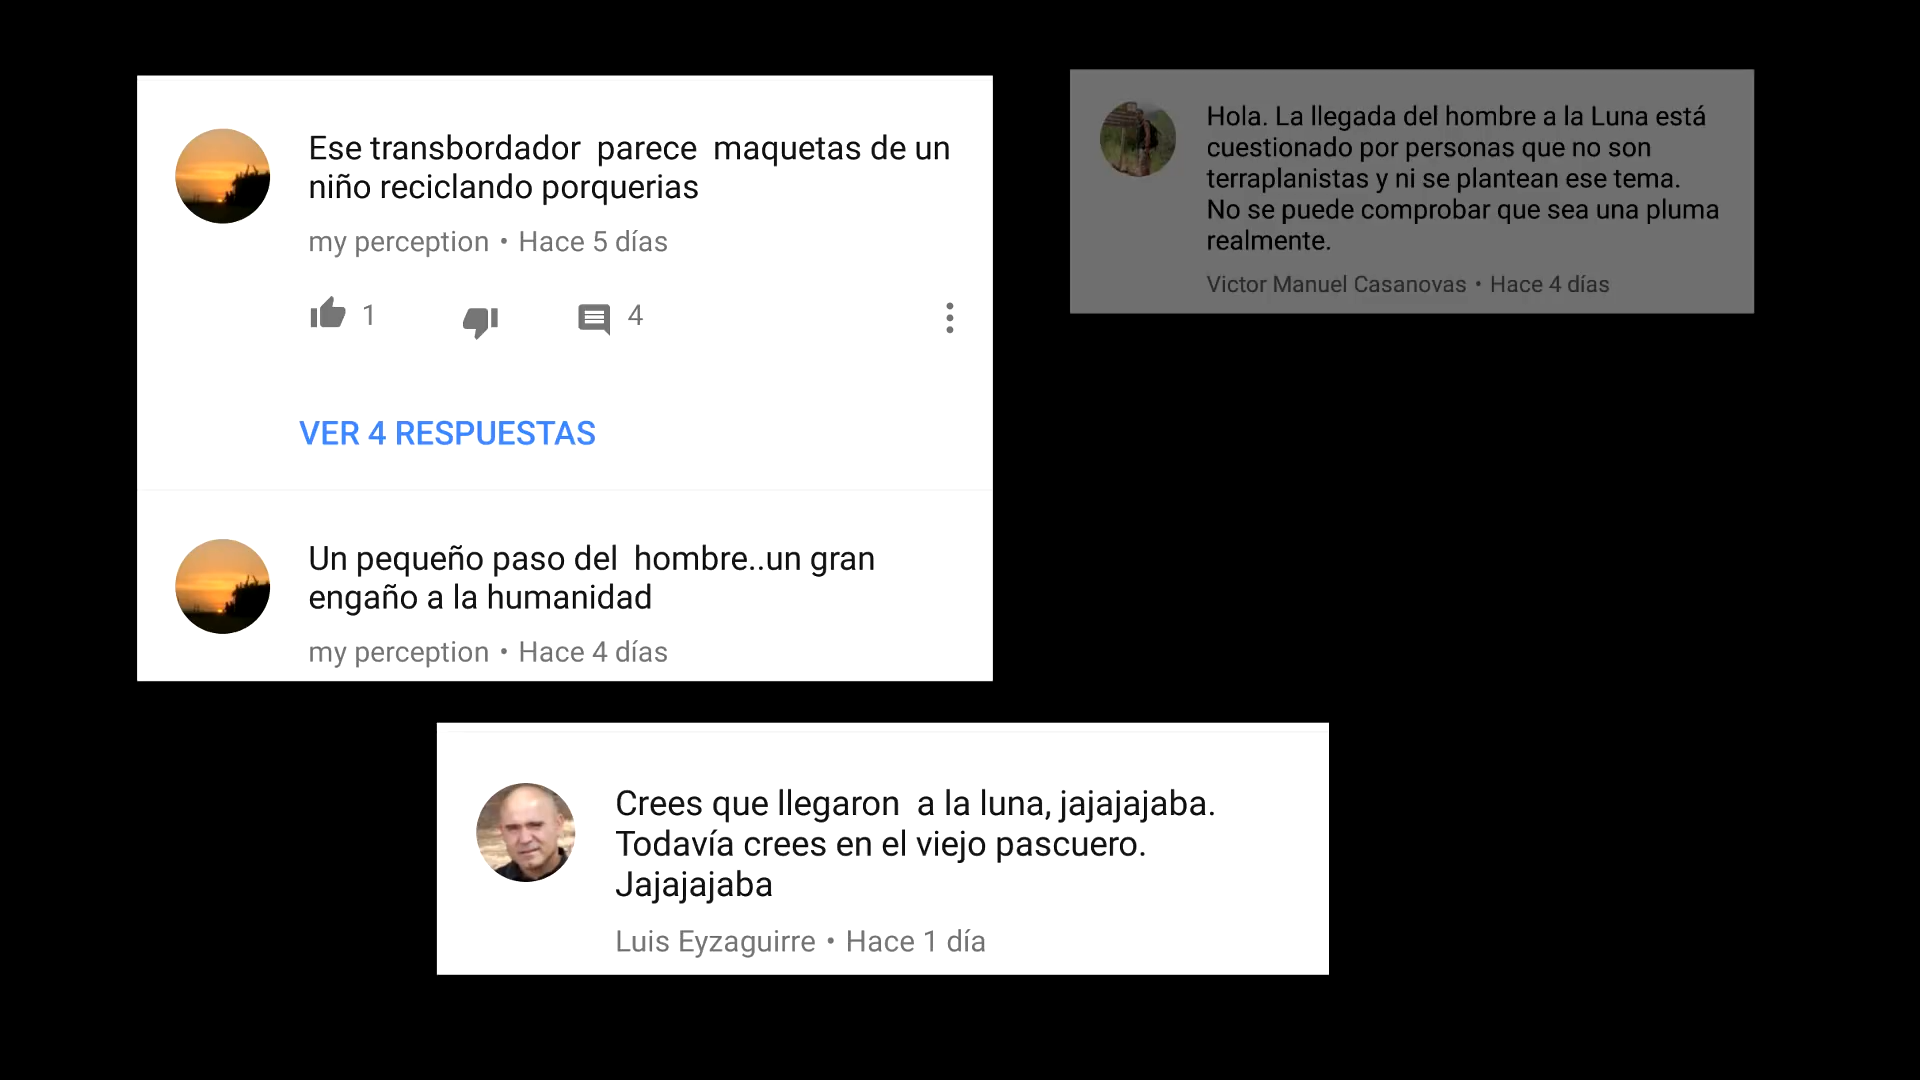 Ese transbordador  parece  maquetas de un
niño reciclando porquerias
my perception • Hace 5 días
1
4
VER 4 RESPUESTAS
Un pequeño paso del  hombre..un gran
engaño a la humanidad
my perception • Hace 4 días
Hola. La llegada del hombre a la Luna está
cuestionado por personas que no son
terraplanistas y ni se plantean ese tema.
No se puede comprobar que sea una pluma
realmente.
Victor Manuel Casanovas • Hace 4 días
Crees que llegaron  a la luna, jajajajaba.
Todavía crees en el viejo pascuero.
Jajajajaba
Luis Eyzaguirre • Hace 1 día